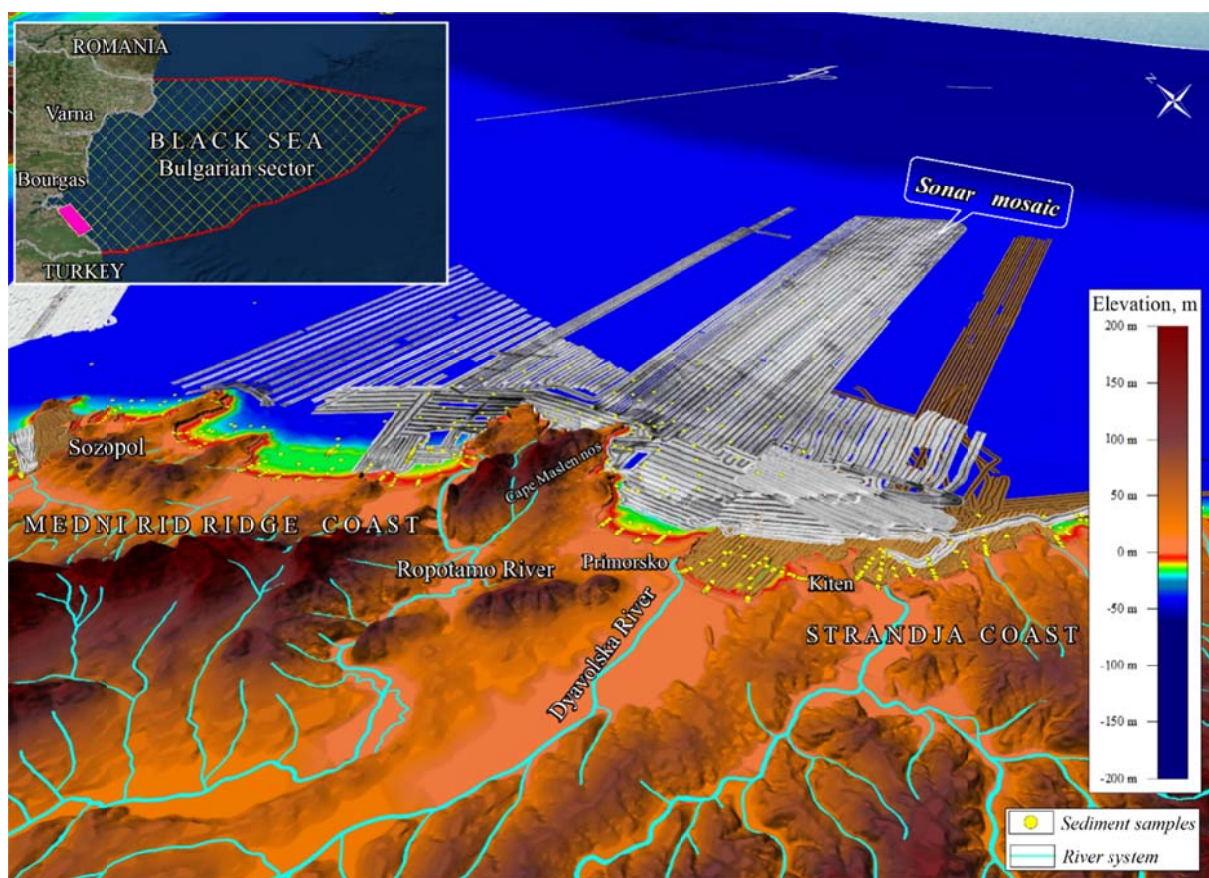 ROMANIA
Varna
BLACK SEA
Bulgarian sector
Bourgas
TURKEY
N
Sonar mosaic
Elevation, m
200 m
150 m
100 m
50 m
0 m
-50 m
-100 m
-150 m
-200 m
Sozopol
Cape Maslen nos
MEDNI RID RIDGE COAST
Ropotamo River
Primorsko
Kiten
Dyavolska River
STRANDJA COAST
Sediment samples
River system